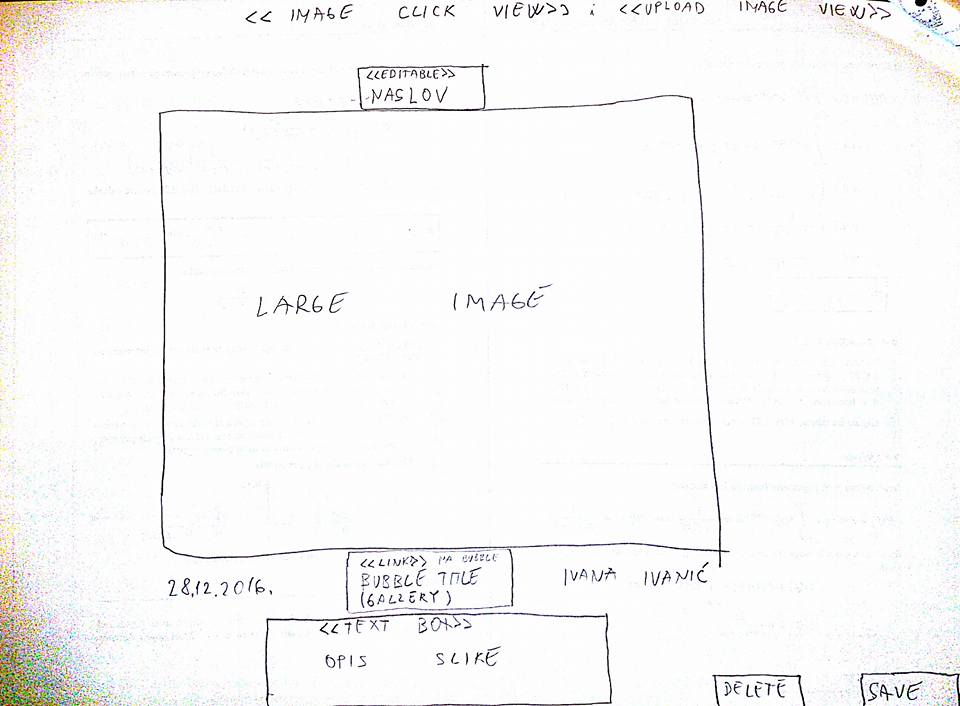 << IMAGE CLICK VIEW>> i <<UPLOAD IMAGE VIEW>>
<<EDITABLE>>
NASLOV
LARGE IMAGE
<<LINK>> NA BUBBLE
BUBBLE TITLE
(GALLERY)
28.12.2016.
IVANA IVANIĆ
<<TEXT BOX>>
OPIS SLIKE
DELETE
SAVE